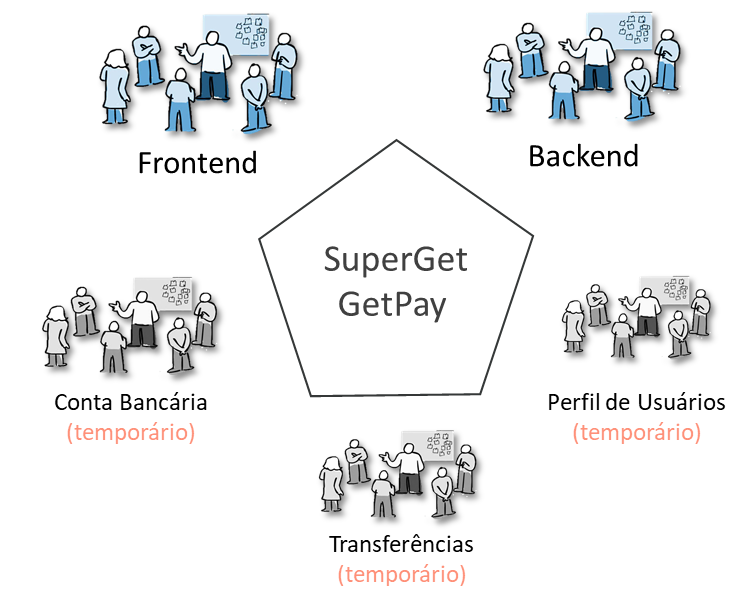 Frontend
Backend
SuperGet
GetPay
Conta Bancária
(temporário)
Perfil de Usuários
(temporário)
Transferências
(temporário)